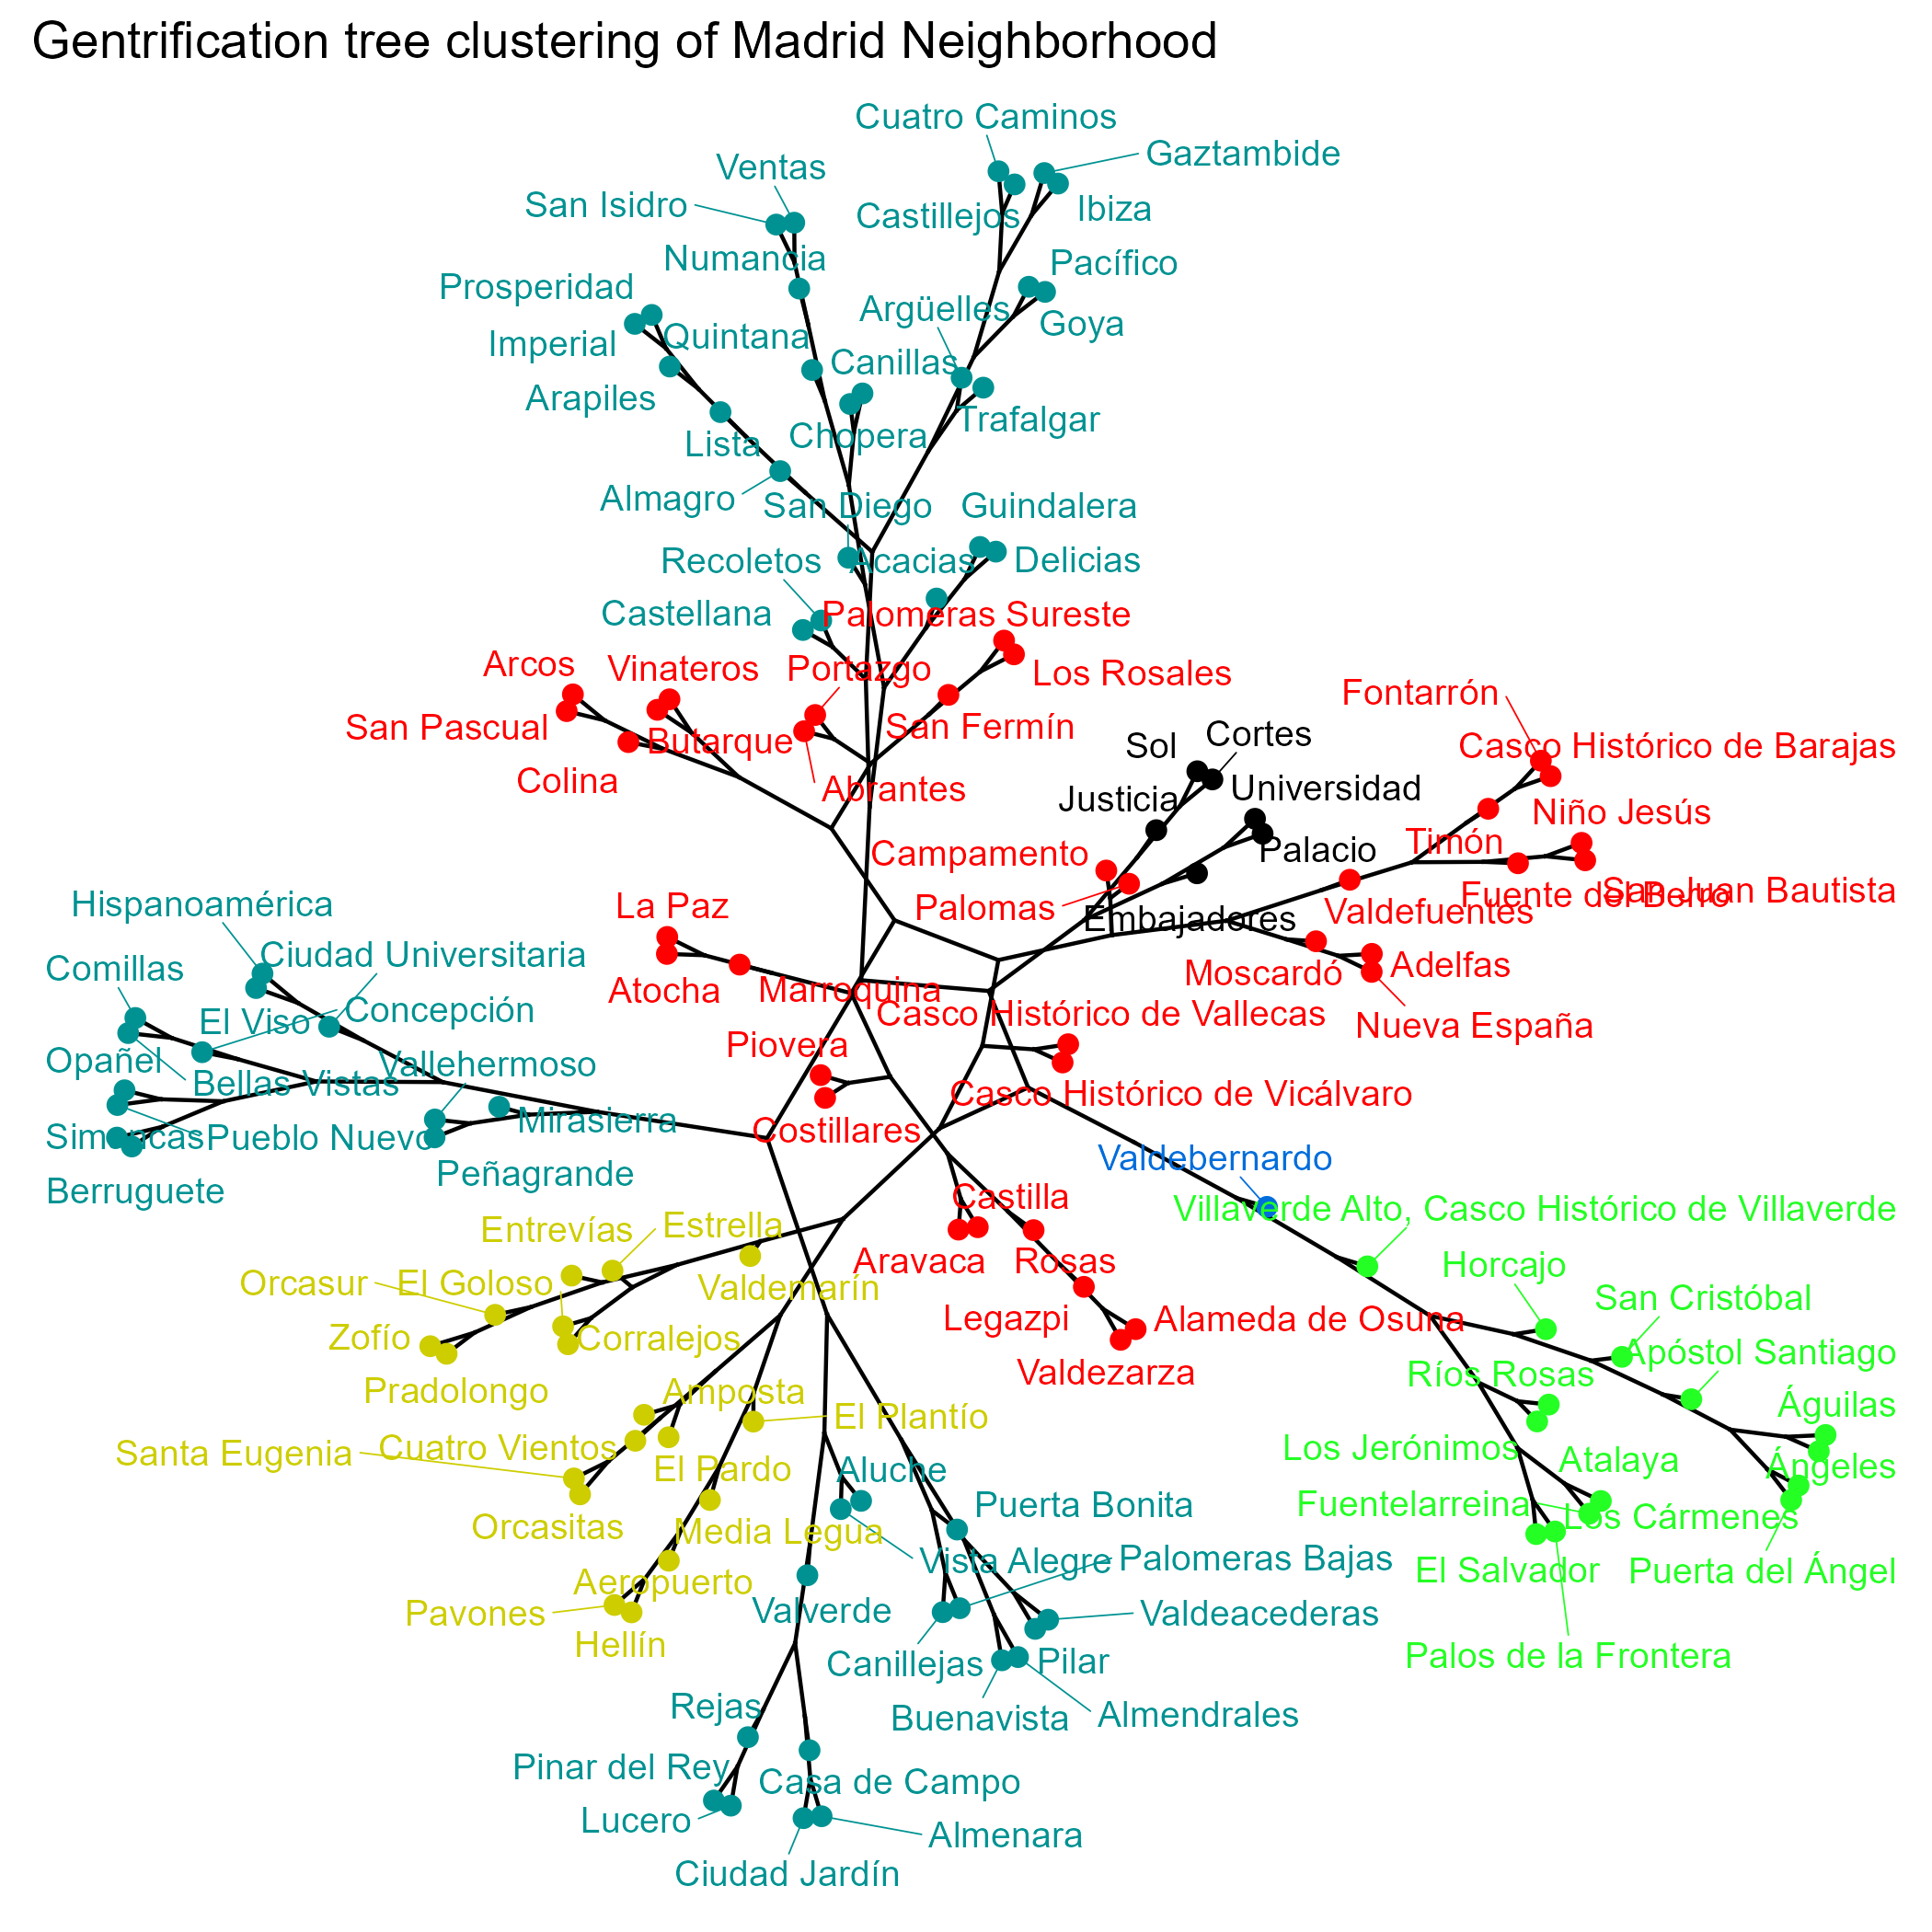 Gentrification tree clustering of Madrid Neighborhood
Cuatro Caminos
Gaztambide
Ventas
San Isidro
Castillejos
Ibiza
Numancia
Pacífico
Prosperidad
Argüelles
Goya
Quintana
Imperial
Canillas
Arapiles
Trafalgar
Chopera
Lista
Almagro
San Diego
Guindalera
Recoletos
Acacias
Delicias
Castellana
Palomeras Sureste
Arcos
Vinateros
Portazgo
Los Rosales
Fontarrón
San Pascual
San Fermín
Butarque
Sol
Cortes
Casco Histórico de Barajas
Colina
Abrantes
Justicia
Universidad
Niño Jesús
Timón
Campamento
Palacio
Fuente del Berro
San Juan Bautista
La Paz
Palomas
Embajadores
Valdefuentes
Hispanoamérica
Ciudad Universitaria
Comillas
Atocha
Marroquina
Moscardó
Adelfas
El Viso
Concepción
Casco Histórico de Vallecas
Nueva España
Piovera
Opañel
Vallehermoso
Bellas Vistas
Casco Histórico de Vicálvaro
Simancas
Pueblo Nuevo
Mirasierra
Costillares
Valdebernardo
Peñagrande
Berruguete
Castilla
Villaverde Alto, Casco Histórico de Villaverde
Entrevías
Estrella
Aravaca
Rosas
Horcajo
Orcasur
El Goloso
Valdemarín
San Cristóbal
Legazpi
Alameda de Osuna
Zofío
Corralejos
Apóstol Santiago
Valdezarza
Ríos Rosas
Pradolongo
Amposta
El Plantío
Águilas
Santa Eugenia
Cuatro Vientos
El Pardo
Aluche
Los Jerónimos
Atalaya
Ángeles
Puerta Bonita
Fuentelarreina
Los Cármenes
Orcasitas
Media Legua
Vista Alegre
Palomeras Bajas
El Salvador
Puerta del Ángel
Aeropuerto
Pavones
Valverde
Valdeacederas
Hellín
Canillejas
Pilar
Palos de la Frontera
Rejas
Buenavista
Almendrales
Pinar del Rey
Casa de Campo
Lucero
Almenara
Ciudad Jardín